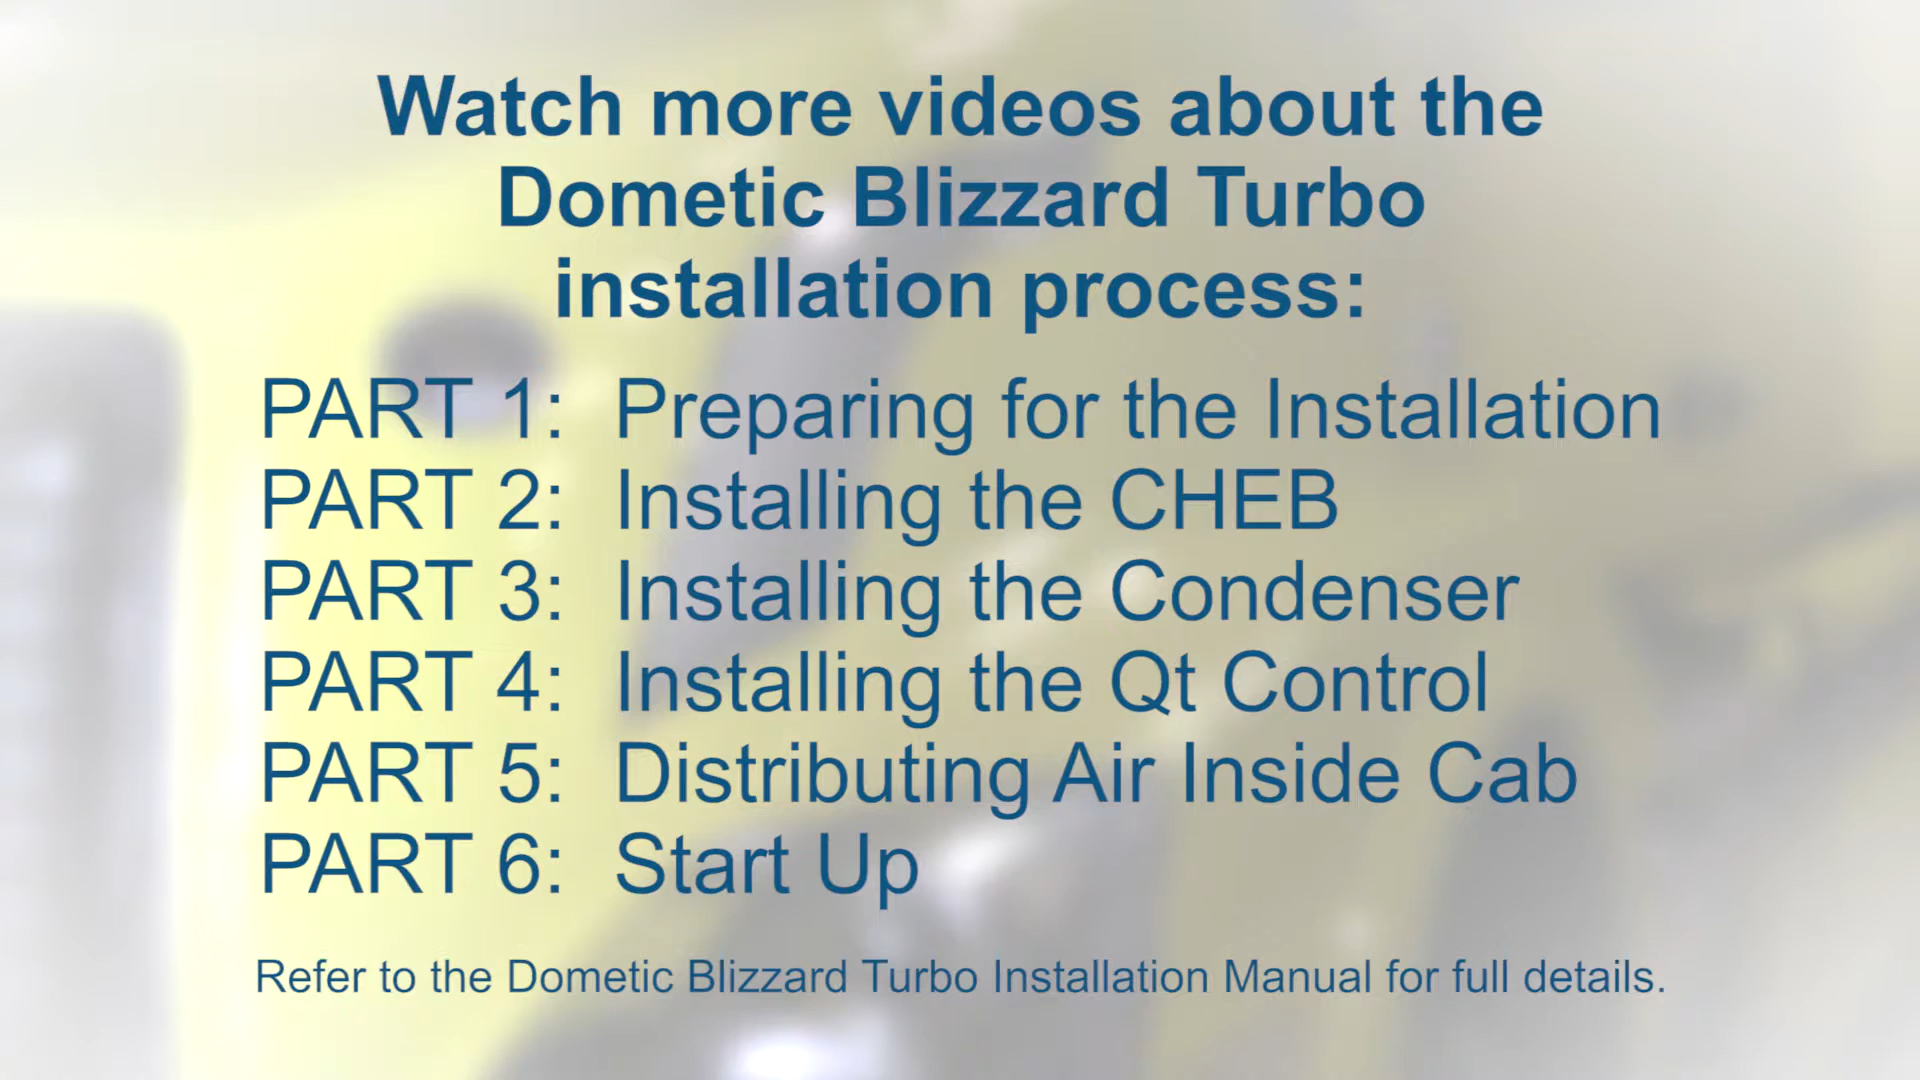 Watch more videos about the
Dometic Blizzard Turbo
installation process:
PART 1: Preparing for the Installation
PART 2: Installing the CHEB
PART 3: Installing the Condenser
PART 4: Installing the Qt Control
PART 5: Distributing Air Inside Cab
PART 6: Start Up
Refer to the Dometic Blizzard Turbo Installation Manual for full details.